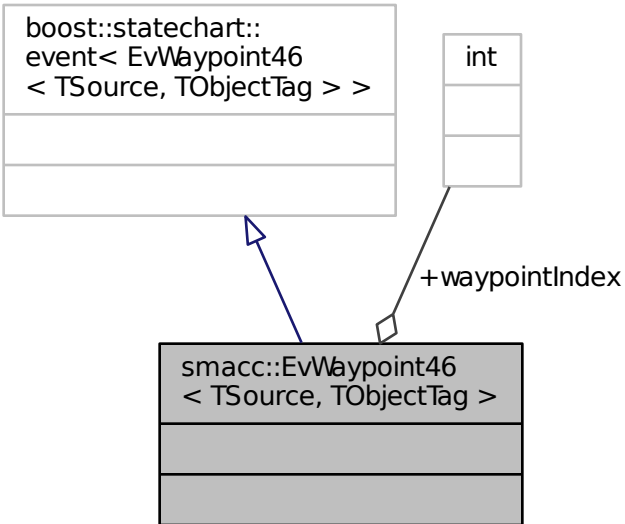 boost::statechart::
event< EvWaypoint46
< TSource, TObjectTag > >
int
+waypointIndex
smacc::EvWaypoint46
< TSource, TObjectTag >